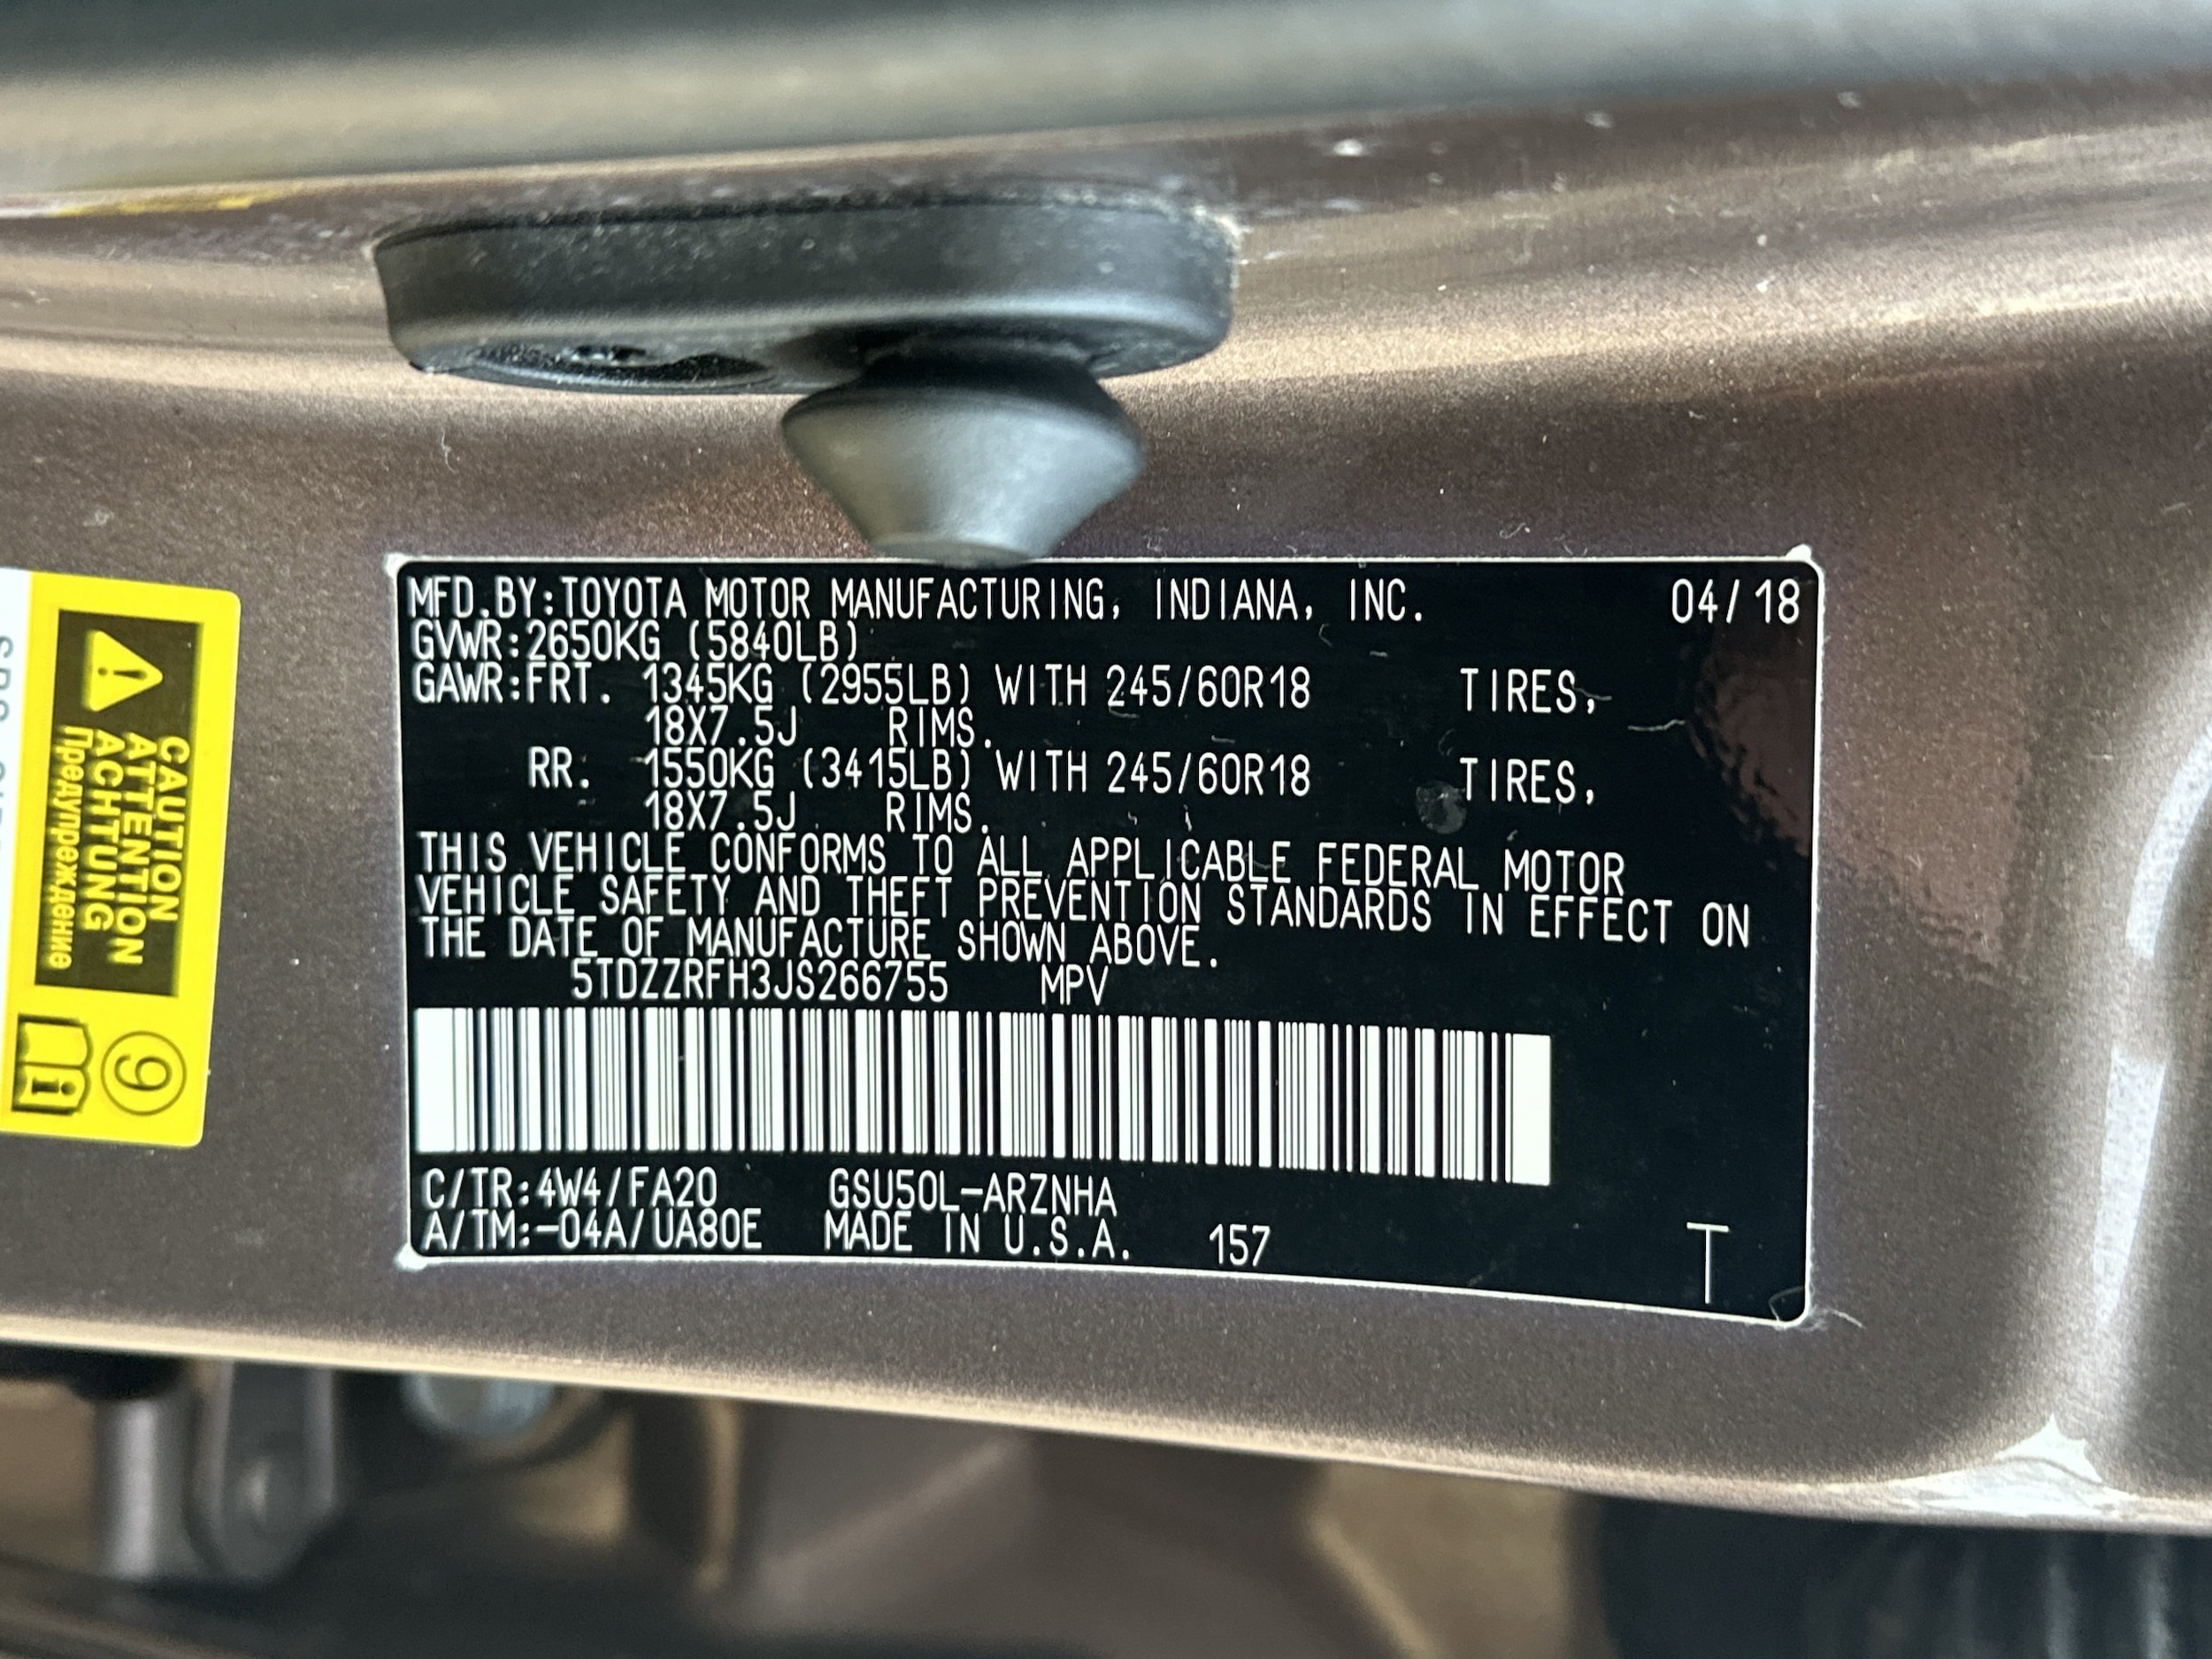 MFD.BY:TOYOTA MOTOR MANUFACTURING, INDIANA, INC. 04/18
GVWR:2650KG (5840LB)
GAWR:FRT. 1345KG (2955LB) WITH 245/60R18 TIRES,
18X7.5J RIMS.
RR. 1550KG (3415LB) WITH 245/60R18 TIRES,
18X7.5J RIMS.
THIS VEHICLE CONFORMS TO ALL APPLICABLE FEDERAL MOTOR
VEHICLE SAFETY AND THEFT PREVENTION STANDARDS IN EFFECT ON
THE DATE OF MANUFACTURE SHOWN ABOVE.
5TDZZRFH3JS266755 MPV
C/TR:4W4/FA20 GSU50L-ARZNHA
A/TM:-04A/UA80E MADE IN U.S.A. 157 T
CAUTION
ATTENTION
ACHTUNG
Предупреждение
9
i